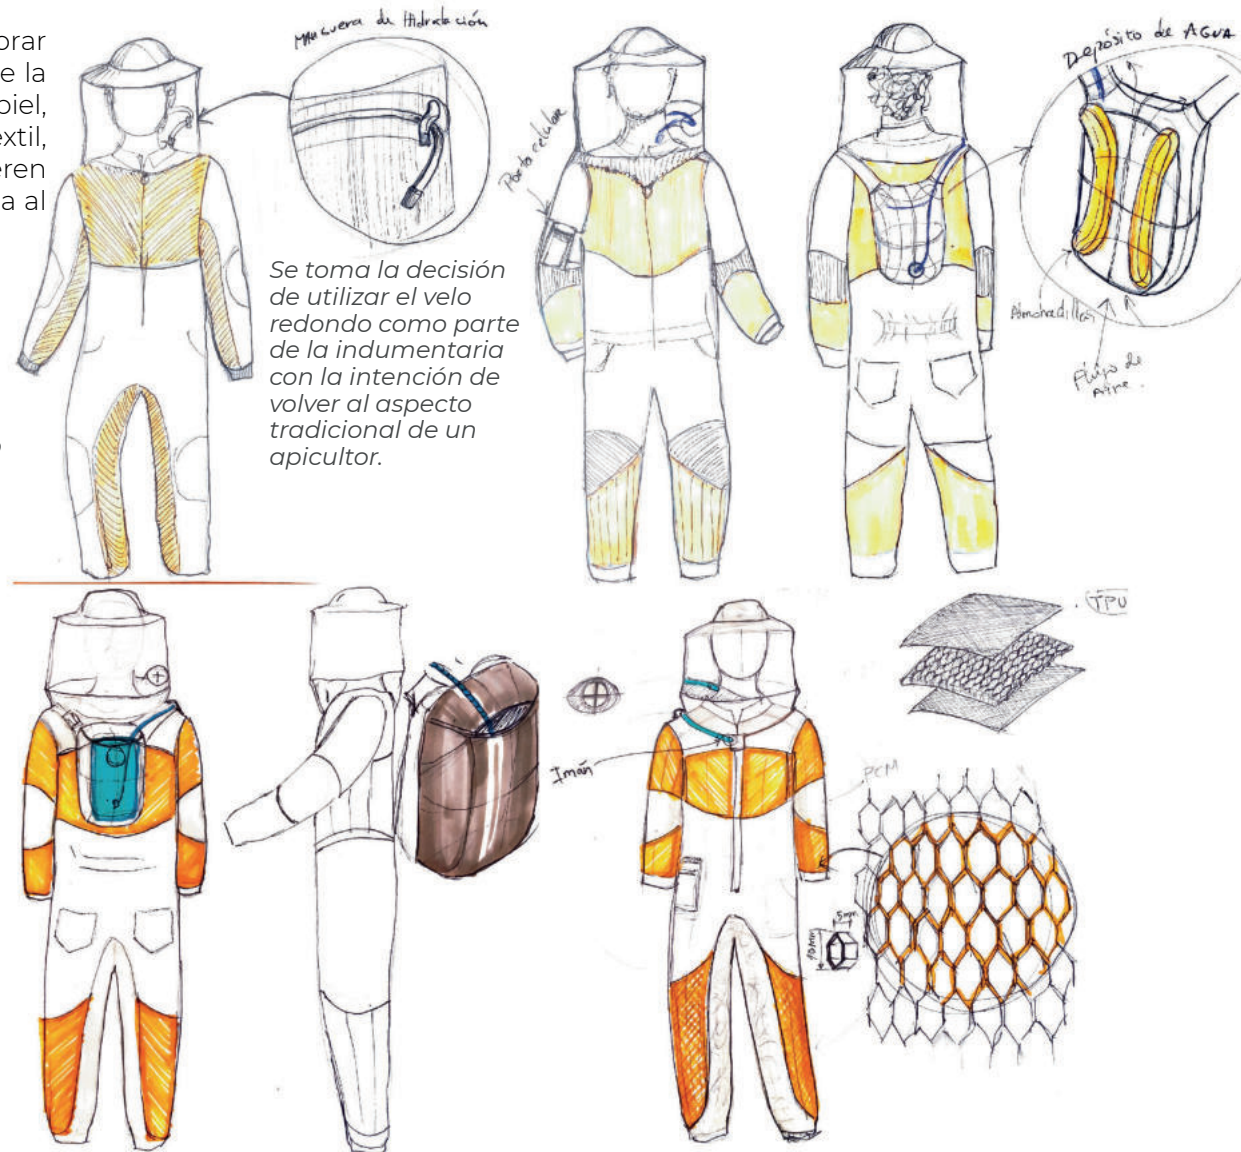 orar
e la
piel,
extil,
eren
a al
Manguera de Hidratación
Porta celular
Depósito de AGUA
Almohadillas
Flujo de
Aire.
Se toma la decisión
de utilizar el velo
redondo como parte
de la indumentaria
con la intención de
volver al aspecto
tradicional de un
apicultor.
o
TPU
Imán
PCM
5mm
10mm